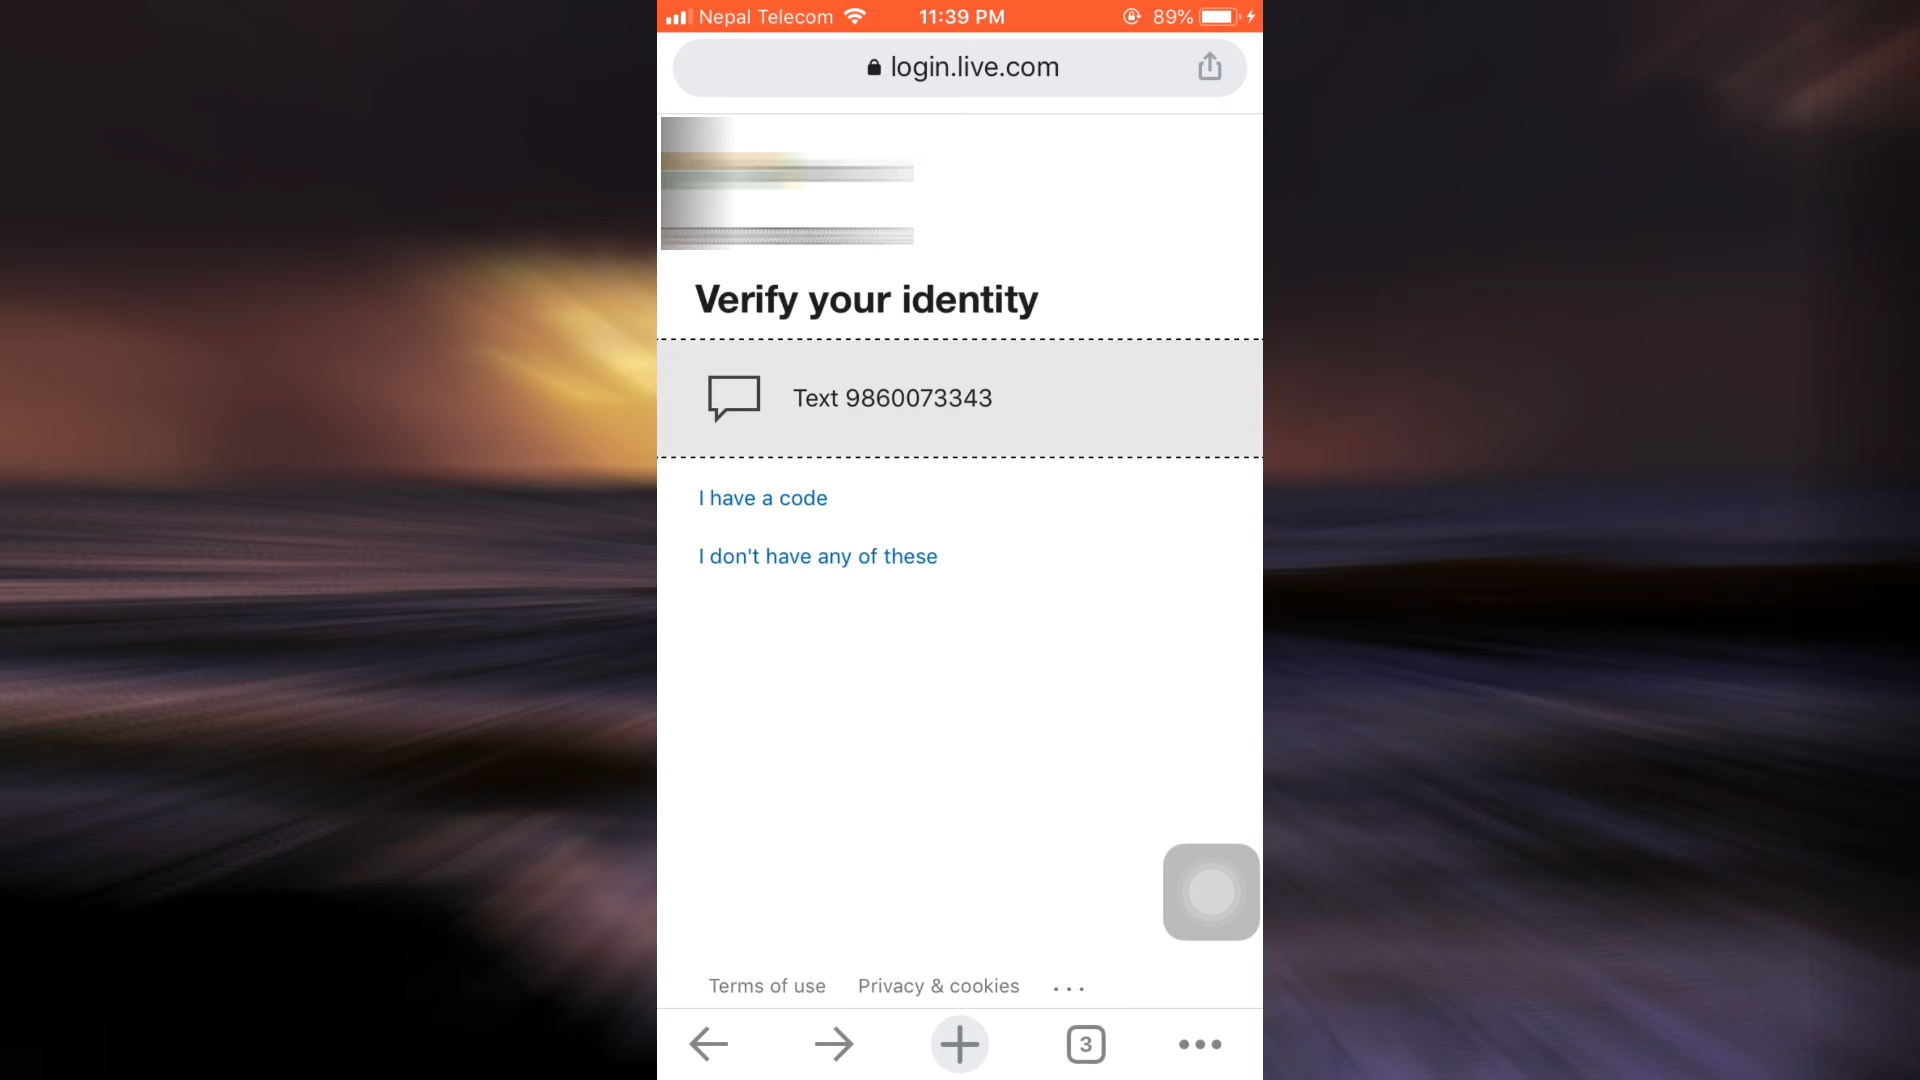 Nepal Telecom 11:39 PM 89%
login.live.com
Verify your identity
Text 9860073343
I have a code
I don't have any of these
Terms of use Privacy & cookies ...
3